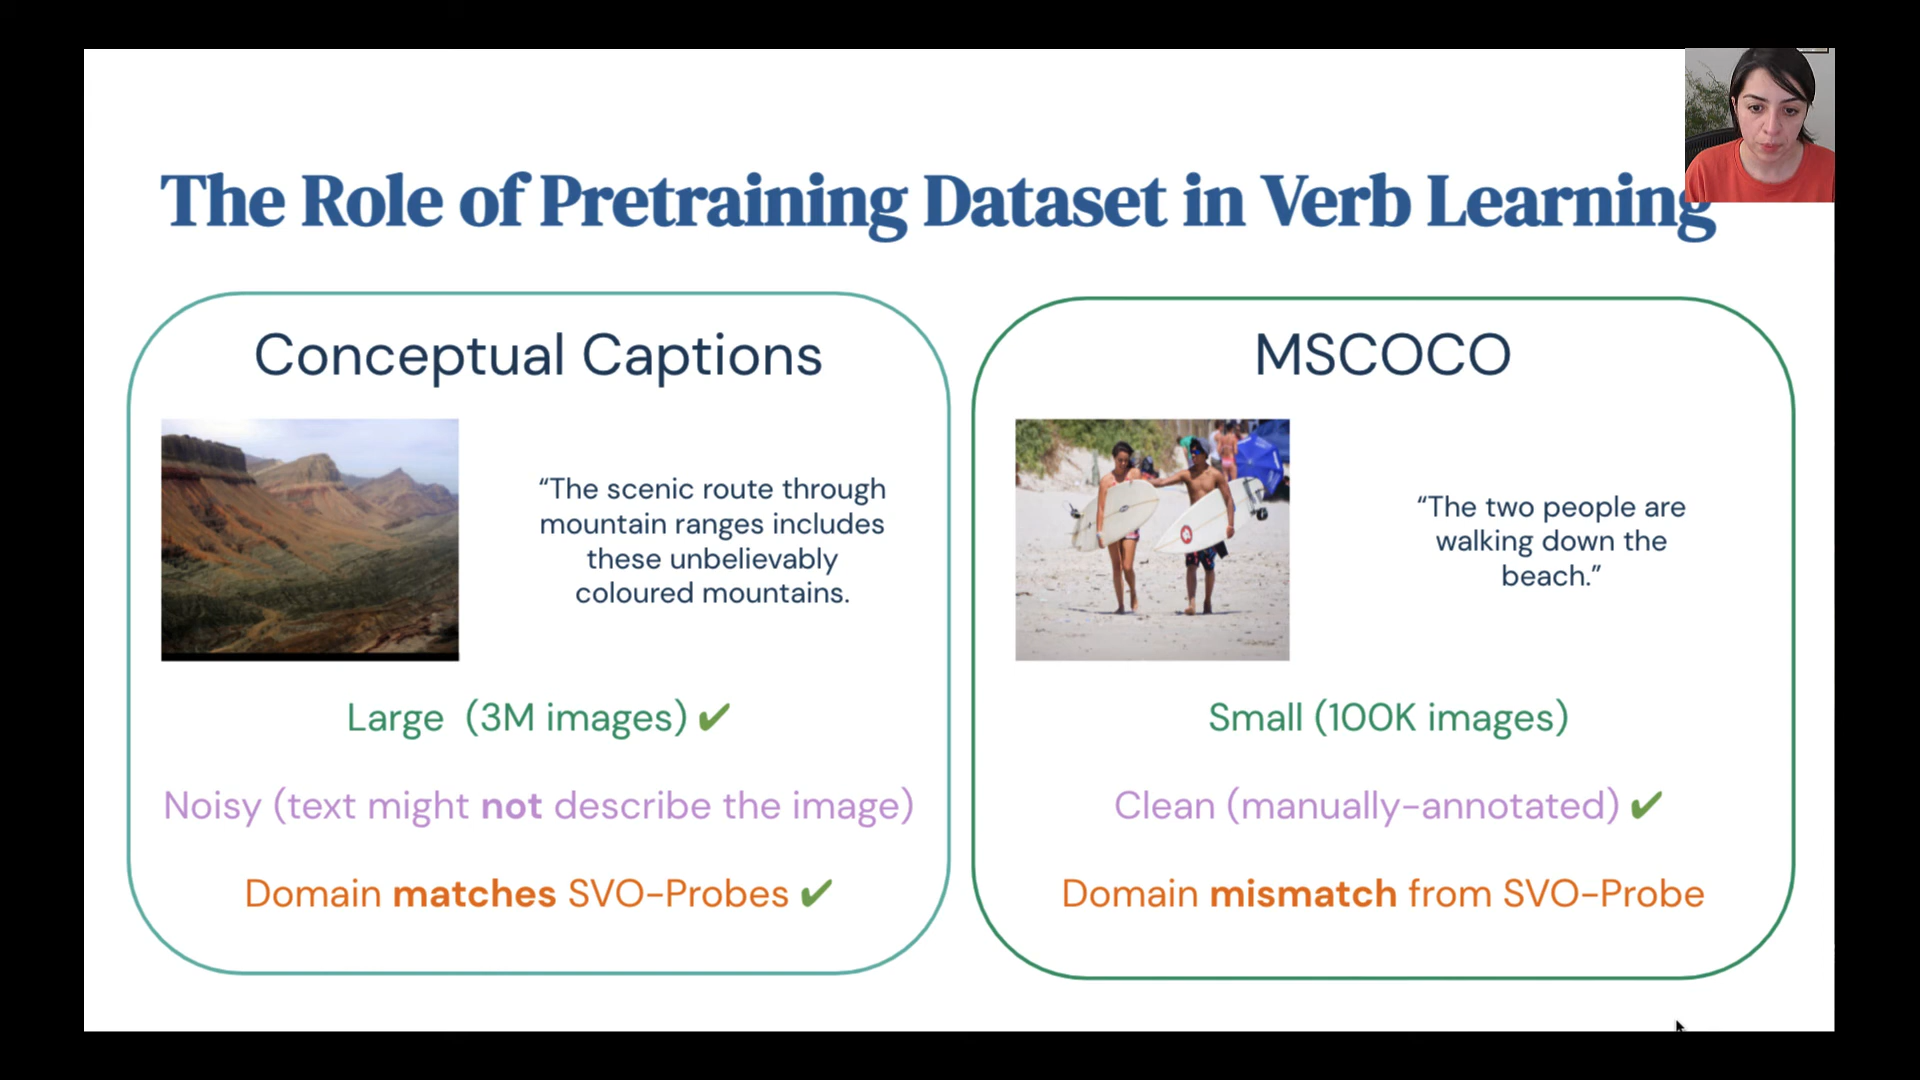 The Role of Pretraining Dataset in Verb Learning
Conceptual Captions
“The scenic route through
mountain ranges includes
these unbelievably
coloured mountains.
Large (3M images) ✔
Noisy (text might not describe the image)
Domain matches SVO-Probes ✔
MSCOCO
“The two people are
walking down the
beach.”
Small (100K images)
Clean (manually-annotated) ✔
Domain mismatch from SVO-Probe